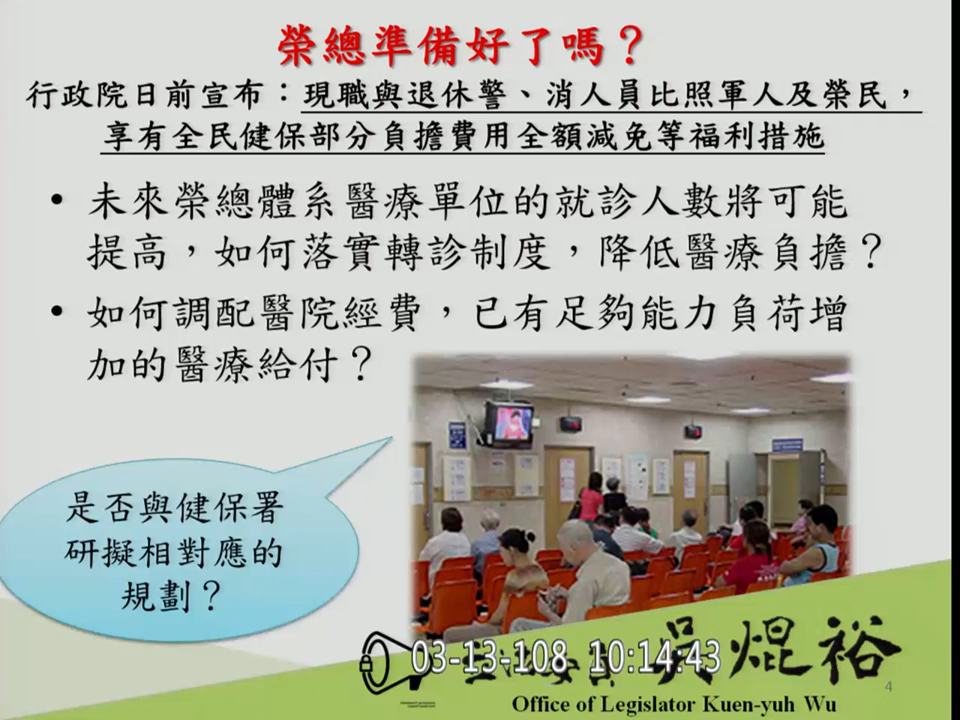 榮總準備好了嗎？
行政院日前宣布：現職與退休警、消人員比照軍人及榮民，
享有全民健保部分負擔費用全額減免等福利措施
• 未來榮總體系醫療單位的就診人數將可能
提高，如何落實轉診制度，降低醫療負擔？
• 如何調配醫院經費，已有足夠能力負荷增
加的醫療給付？
是否與健保署
研擬相對應的
規劃？
03-13-108 10:14:43
吳焜裕
4
Office of Legislator Kuen-yuh Wu